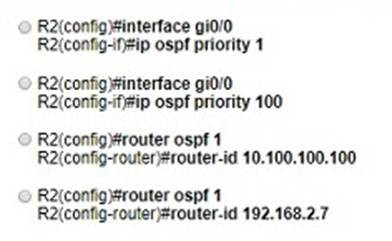 R2(config)#interface gi0/0
R2(config-if)#ip ospf priority 1
R2(config)#interface gi0/0
R2(config-if)#ip ospf priority 100
R2(config)#router ospf 1
R2(config-router)#router-id 10.100.100.100
R2(config)#router ospf 1
R2(config-router)#router-id 192.168.2.7